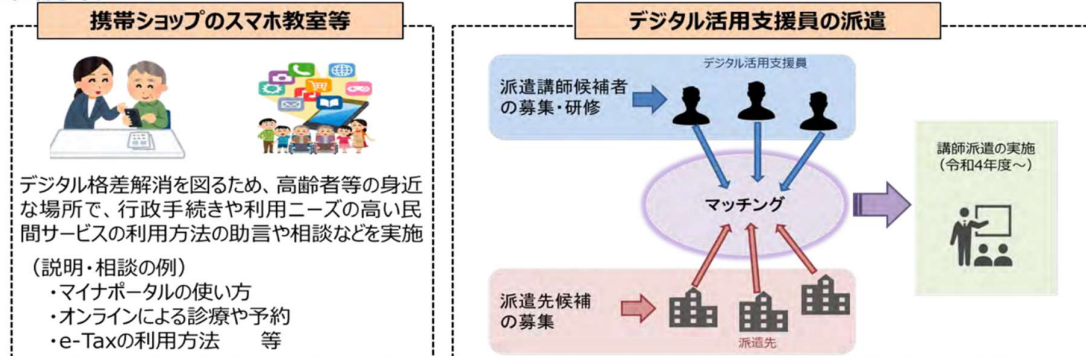 携帯ショップのスマホ教室等
デジタル格差解消を図るため、高齢者等の身近
な場所で、行政手続きや利用ニーズの高い民
間サービスの利用方法の助言や相談などを実施
（説明・相談の例）
・マイナポータルの使い方
・オンラインによる診療や予約
・e-Taxの利用方法　　等
デジタル活用支援員の派遣
デジタル活用支援員
派遣講師候補者
の募集・研修
マッチング
派遣先候補
の募集
派遣先
講師派遣の実施
（令和4年度～）